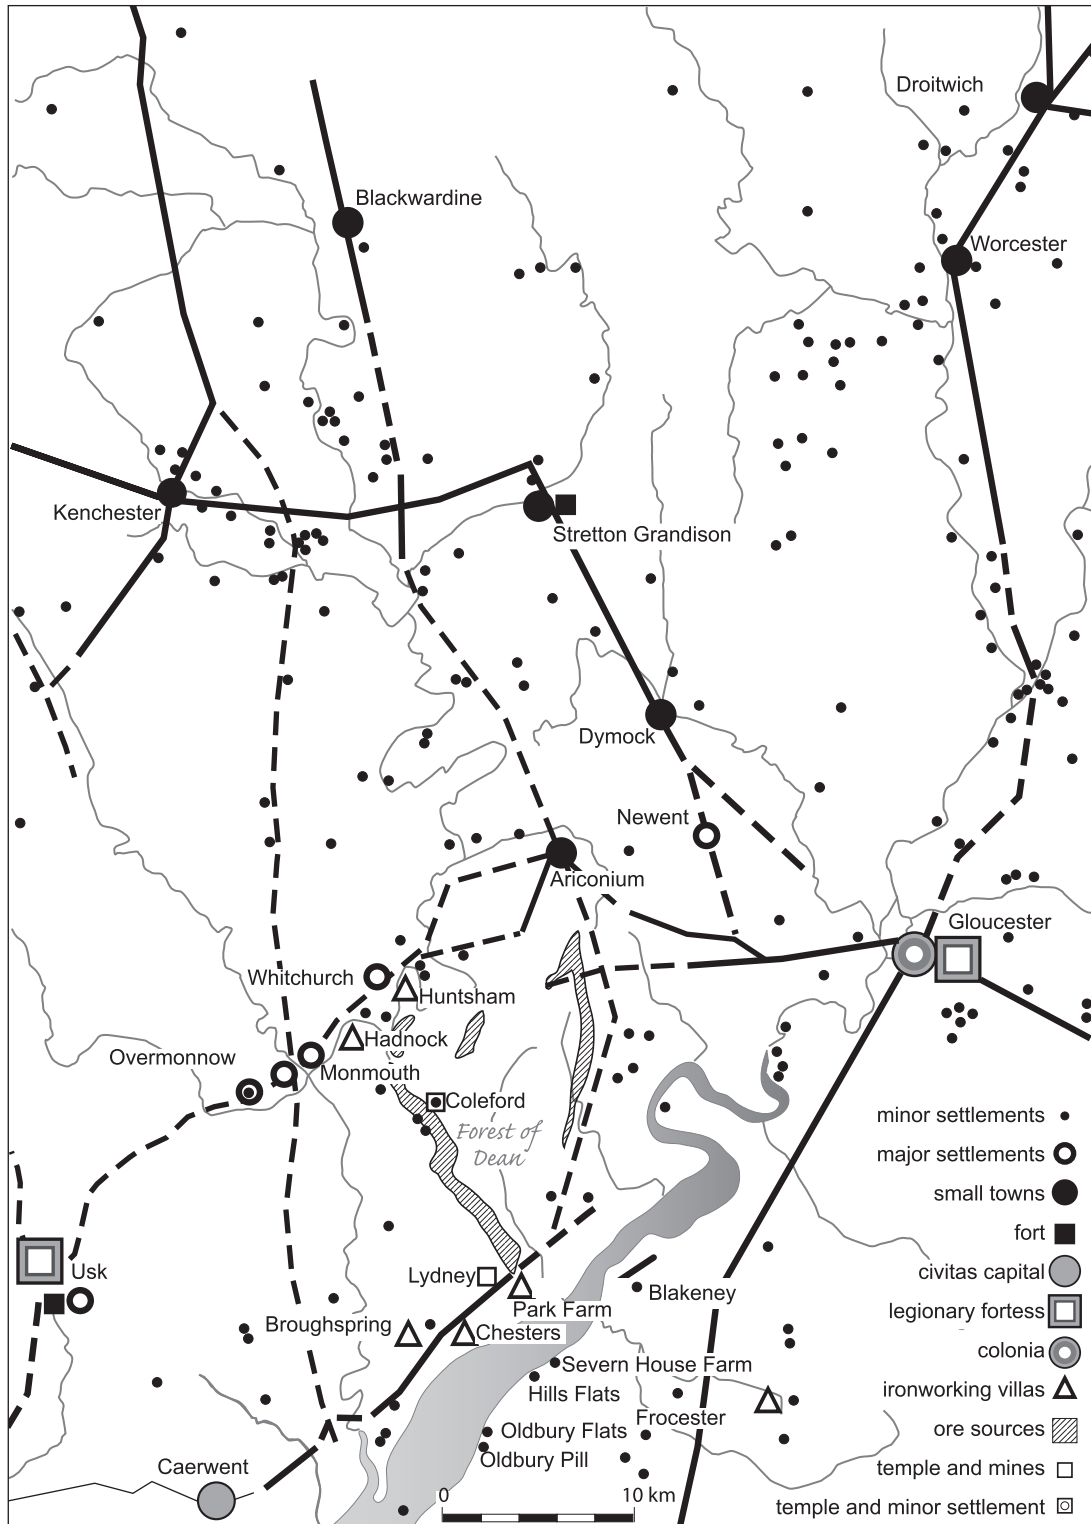 Droitwich
Blackwardine
Worcester
Kenchester
Stretton Grandison
Dymock
Newent
Ariconium
Gloucester
Whitchurch
Huntsham
Hadnock
Overmonnow
Monmouth
Coleford
Forest of
Dean
minor settlements
major settlements
small towns
fort
civitas capital
legionary fortess
colonia
ironworking villas
ore sources
temple and mines
temple and minor settlement
Usk
Lydney
Blakeney
Park Farm
Broughspring
Chesters
Severn House Farm
Hills Flats
Frocester
Oldbury Flats
Oldbury Pill
Caerwent
0 10 km